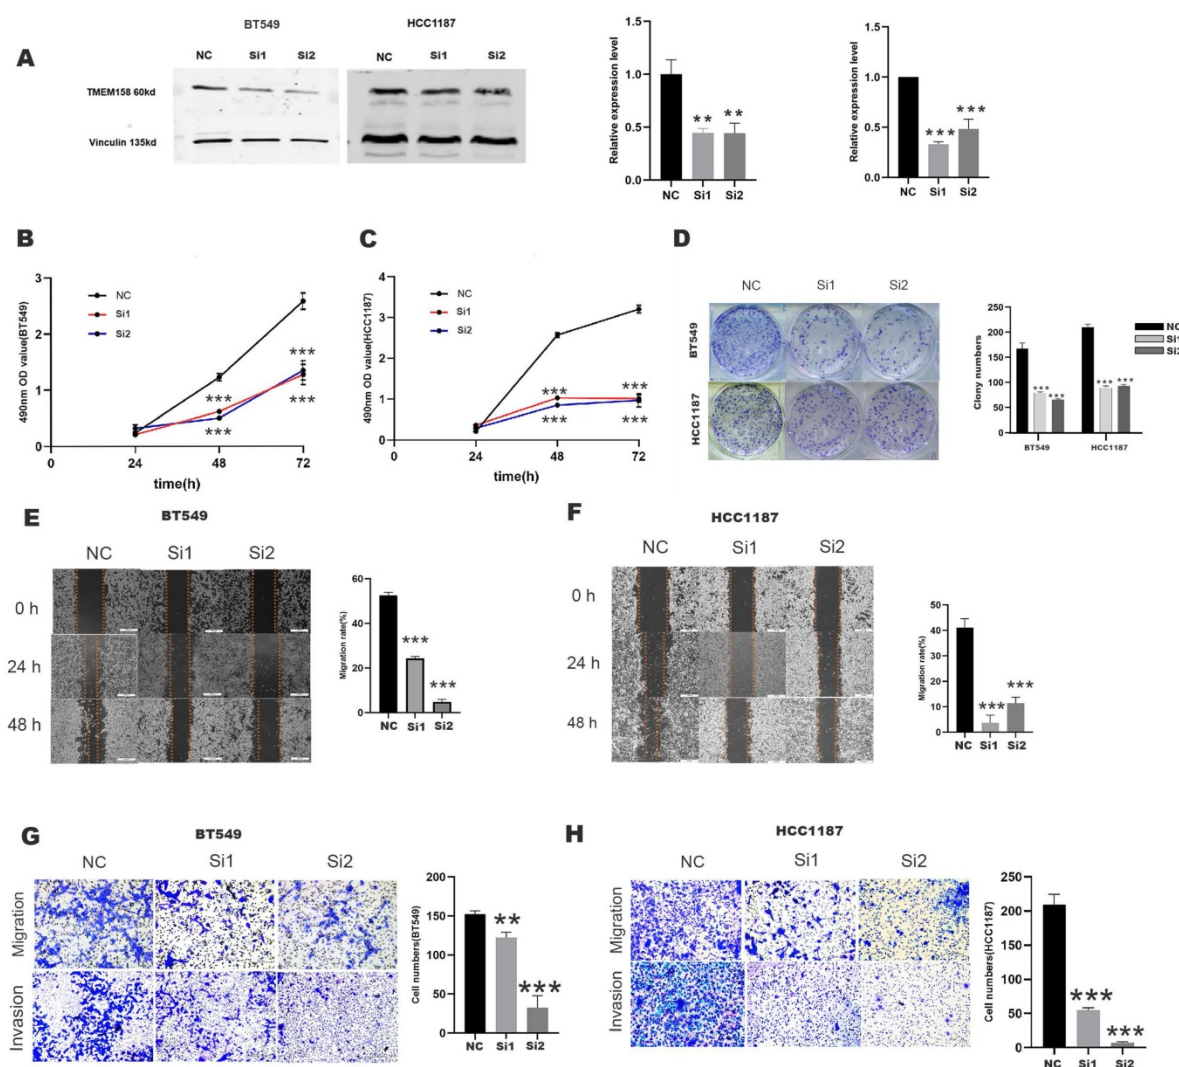 A
BT549
HCC1187
NC Si1 Si2
NC Si1 Si2
TMEM158 60kd
Vinculin 135kd
Relative expression level
1.5
1.0
0.5
0.0
** **
NC Si1 Si2
Relative expression level
1.5
1.0
0.5
0.0
*** ***
NC Si1 Si2
B
490nm OD value(BT549)
3
2
1
0
NC
Si1
Si2
***
***
***
***
0 24 48 72
time(h)
C
490nm OD value(HCC1187)
4
3
2
1
0
NC
Si1
Si2
*** ***
*** ***
0 24 48 72
time(h)
D
NC Si1 Si2
BT549
HCC1187
Clony numbers
250
200
150
100
50
0
*** *** *** ***
BT549 HCC1187
NC
Si1
Si2
E
BT549
NC Si1 Si2
0 h
24 h
48 h
Migration rate(%)
60
40
20
0
***
***
NC Si1 Si2
F
HCC1187
NC Si1 Si2
0 h
24 h
48 h
Migration rate(%)
50
40
30
20
10
0
*** ***
NC Si1 Si2
G
BT549
NC Si1 Si2
Migration
Invasion
Cell numbers(BT549)
200
150
100
50
0
**
***
NC Si1 Si2
H
HCC1187
NC Si1 Si2
Migration
Invasion
Cell numbers(HCC1187)
250
200
150
100
50
0
***
***
NC Si1 Si2